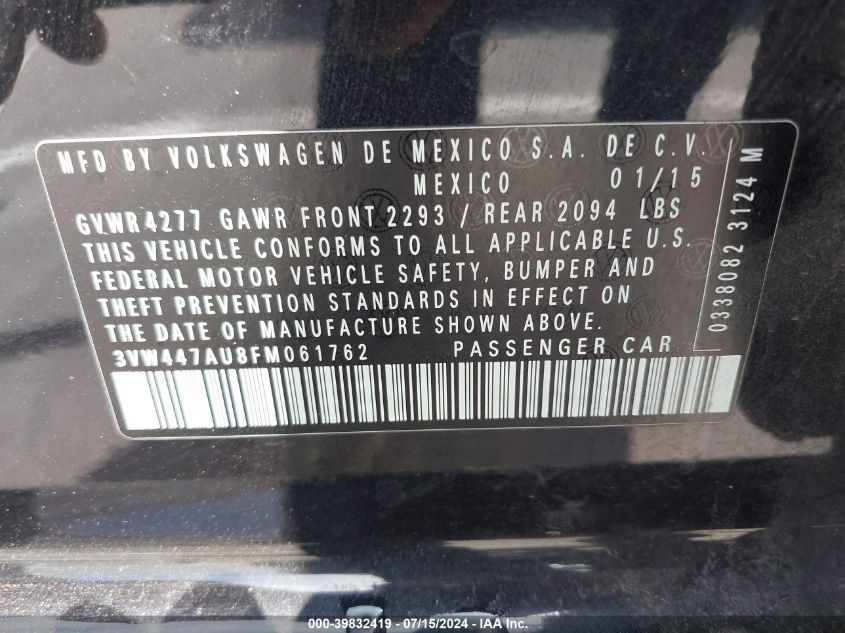 MFD BY VOLKSWAGEN DE MEXICO S.A. DE C.V.
MEXICO 01/15
GVWR4277 GAWR FRONT 2293 / REAR 2094 LBS
THIS VEHICLE CONFORMS TO ALL APPLICABLE U.S.
FEDERAL MOTOR VEHICLE SAFETY, BUMPER AND
THEFT PREVENTION STANDARDS IN EFFECT ON
THE DATE OF MANUFACTURE SHOWN ABOVE.
3VW447AU8FM061762 PASSENGER CAR
0338082 3124 M
000-39832419 - 07/15/2024 - IAA Inc.